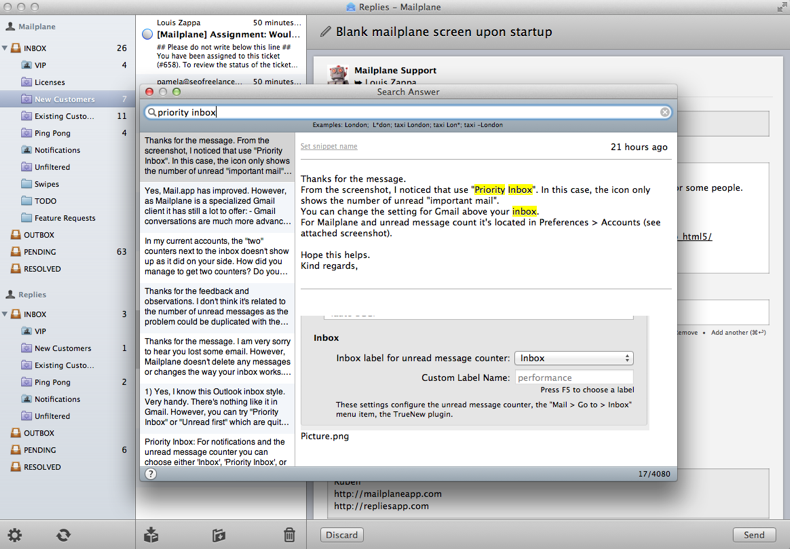 Replies – Mailplane
Mailplane
INBOX 26
VIP 4
Licenses
New Customers 7
Existing Custo... 11
Ping Pong 4
Notifications
Unfiltered
Swipes
TODO
Feature Requests
OUTBOX
PENDING 63
RESOLVED
Replies
INBOX 3
VIP
New Customers 1
Existing Custo...
Ping Pong 2
Notifications
Unfiltered
OUTBOX
PENDING 6
RESOLVED
Louis Zappa 50 minutes...
[Mailplane] Assignment: Woul...
## Please do not write below this line ##
You have been assigned to this ticket
(#658). To review the status of the ticket...
pamela@seofreelance... 50 minutes...
Blank mailplane screen upon startup
Mailplane Support
Louis Zappa
Search Answer
priority inbox
Examples: London; L*don; taxi London; taxi Lon*; taxi -London
Thanks for the message. From the
screenshot, I noticed that use "Priority
Inbox". In this case, the icon only shows
the number of unread "important mail"...
Yes, Mail.app has improved. However,
as Mailplane is a specialized Gmail
client it has still a lot to offer: - Gmail
conversations are much more advanc...
In my current accounts, the "two"
counters next to the inbox doesn't show
up as it did on your side. How did you
manage to get two counters? Do you...
Thanks for the feedback and
observations. I don't think it's related to
the number of unread messages as the
problem could be duplicated with the...
Thanks for the message. I am very sorry
to hear you lost some email. However,
Mailplane doesn't delete any messages
or changes the way your inbox works....
1) Yes, I know this Outlook inbox style.
Very handy. There's nothing like it in
Gmail. However, you can try "Priority
Inbox" or "Unread first" which are quit...
Priority Inbox: For notifications and the
unread message counter you can
choose either 'Inbox', 'Priority Inbox', or
Set snippet name 21 hours ago
Thanks for the message.
From the screenshot, I noticed that use "Priority Inbox". In this case, the icon only
shows the number of unread "important mail".
You can change the setting for Gmail above your inbox.
For Mailplane and unread message count it's located in Preferences > Accounts (see
attached screenshot).
Hope this helps.
Kind regards,
Inbox
Inbox label for unread message counter: Inbox
Custom Label Name: performance
Press F5 to choose a label
These settings configure the unread message counter, the "Mail > Go to > Inbox"
menu item, the TrueNew plugin.
Picture.png
? 17/4080
or some people.
html5/
emove • Add another (⌘⏎)
Ruben
http://mailplaneapp.com
http://repliesapp.com
Discard Send